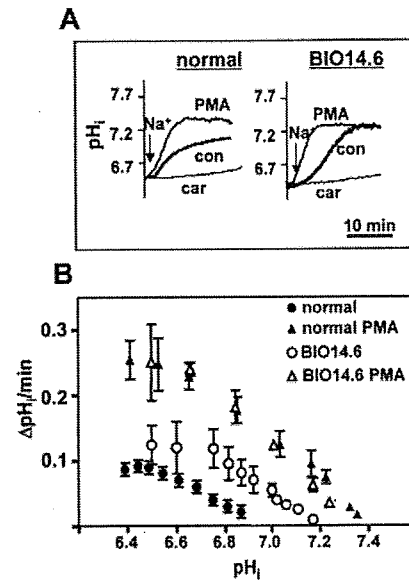 A
normal
BIO14.6
7.7
7.2
6.7
pHi
Na+
PMA
con
car
7.7
7.2
6.7
Na+
PMA
con
car
10 min
B
0.3
0.2
0.1
ΔpHi/min
● normal
▲ normal PMA
○ BIO14.6
△ BIO14.6 PMA
6.4 6.6 6.8 7.0 7.2 7.4
pHi